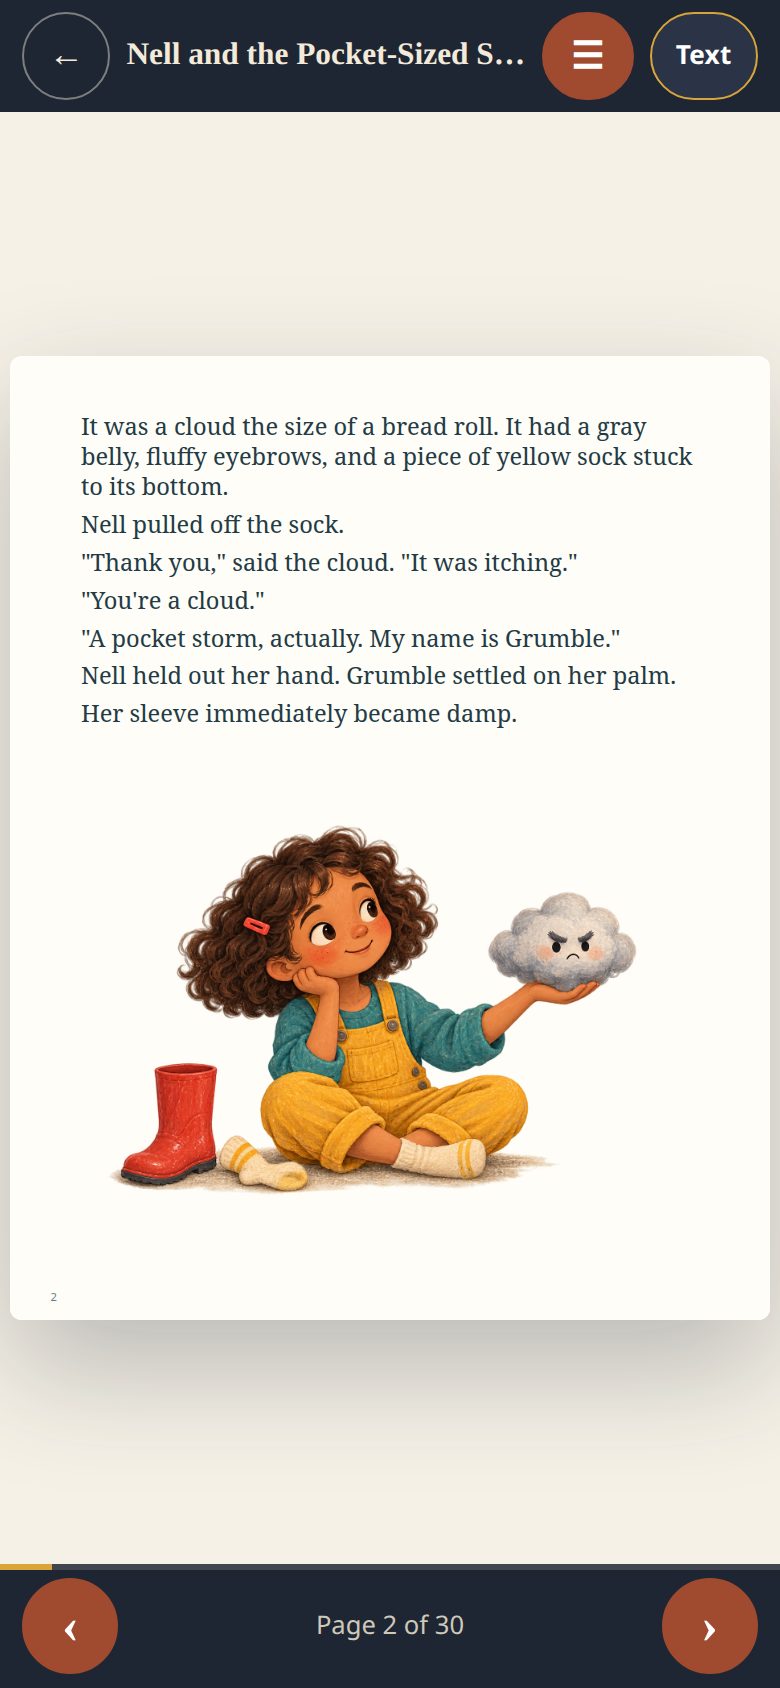 ←
Nell and the Pocket-Sized S...
☰
Text
It was a cloud the size of a bread roll. It had a gray
belly, fluffy eyebrows, and a piece of yellow sock stuck
to its bottom.
Nell pulled off the sock.
"Thank you," said the cloud. "It was itching."
"You're a cloud."
"A pocket storm, actually. My name is Grumble."
Nell held out her hand. Grumble settled on her palm.
Her sleeve immediately became damp.
2
‹
Page 2 of 30
›